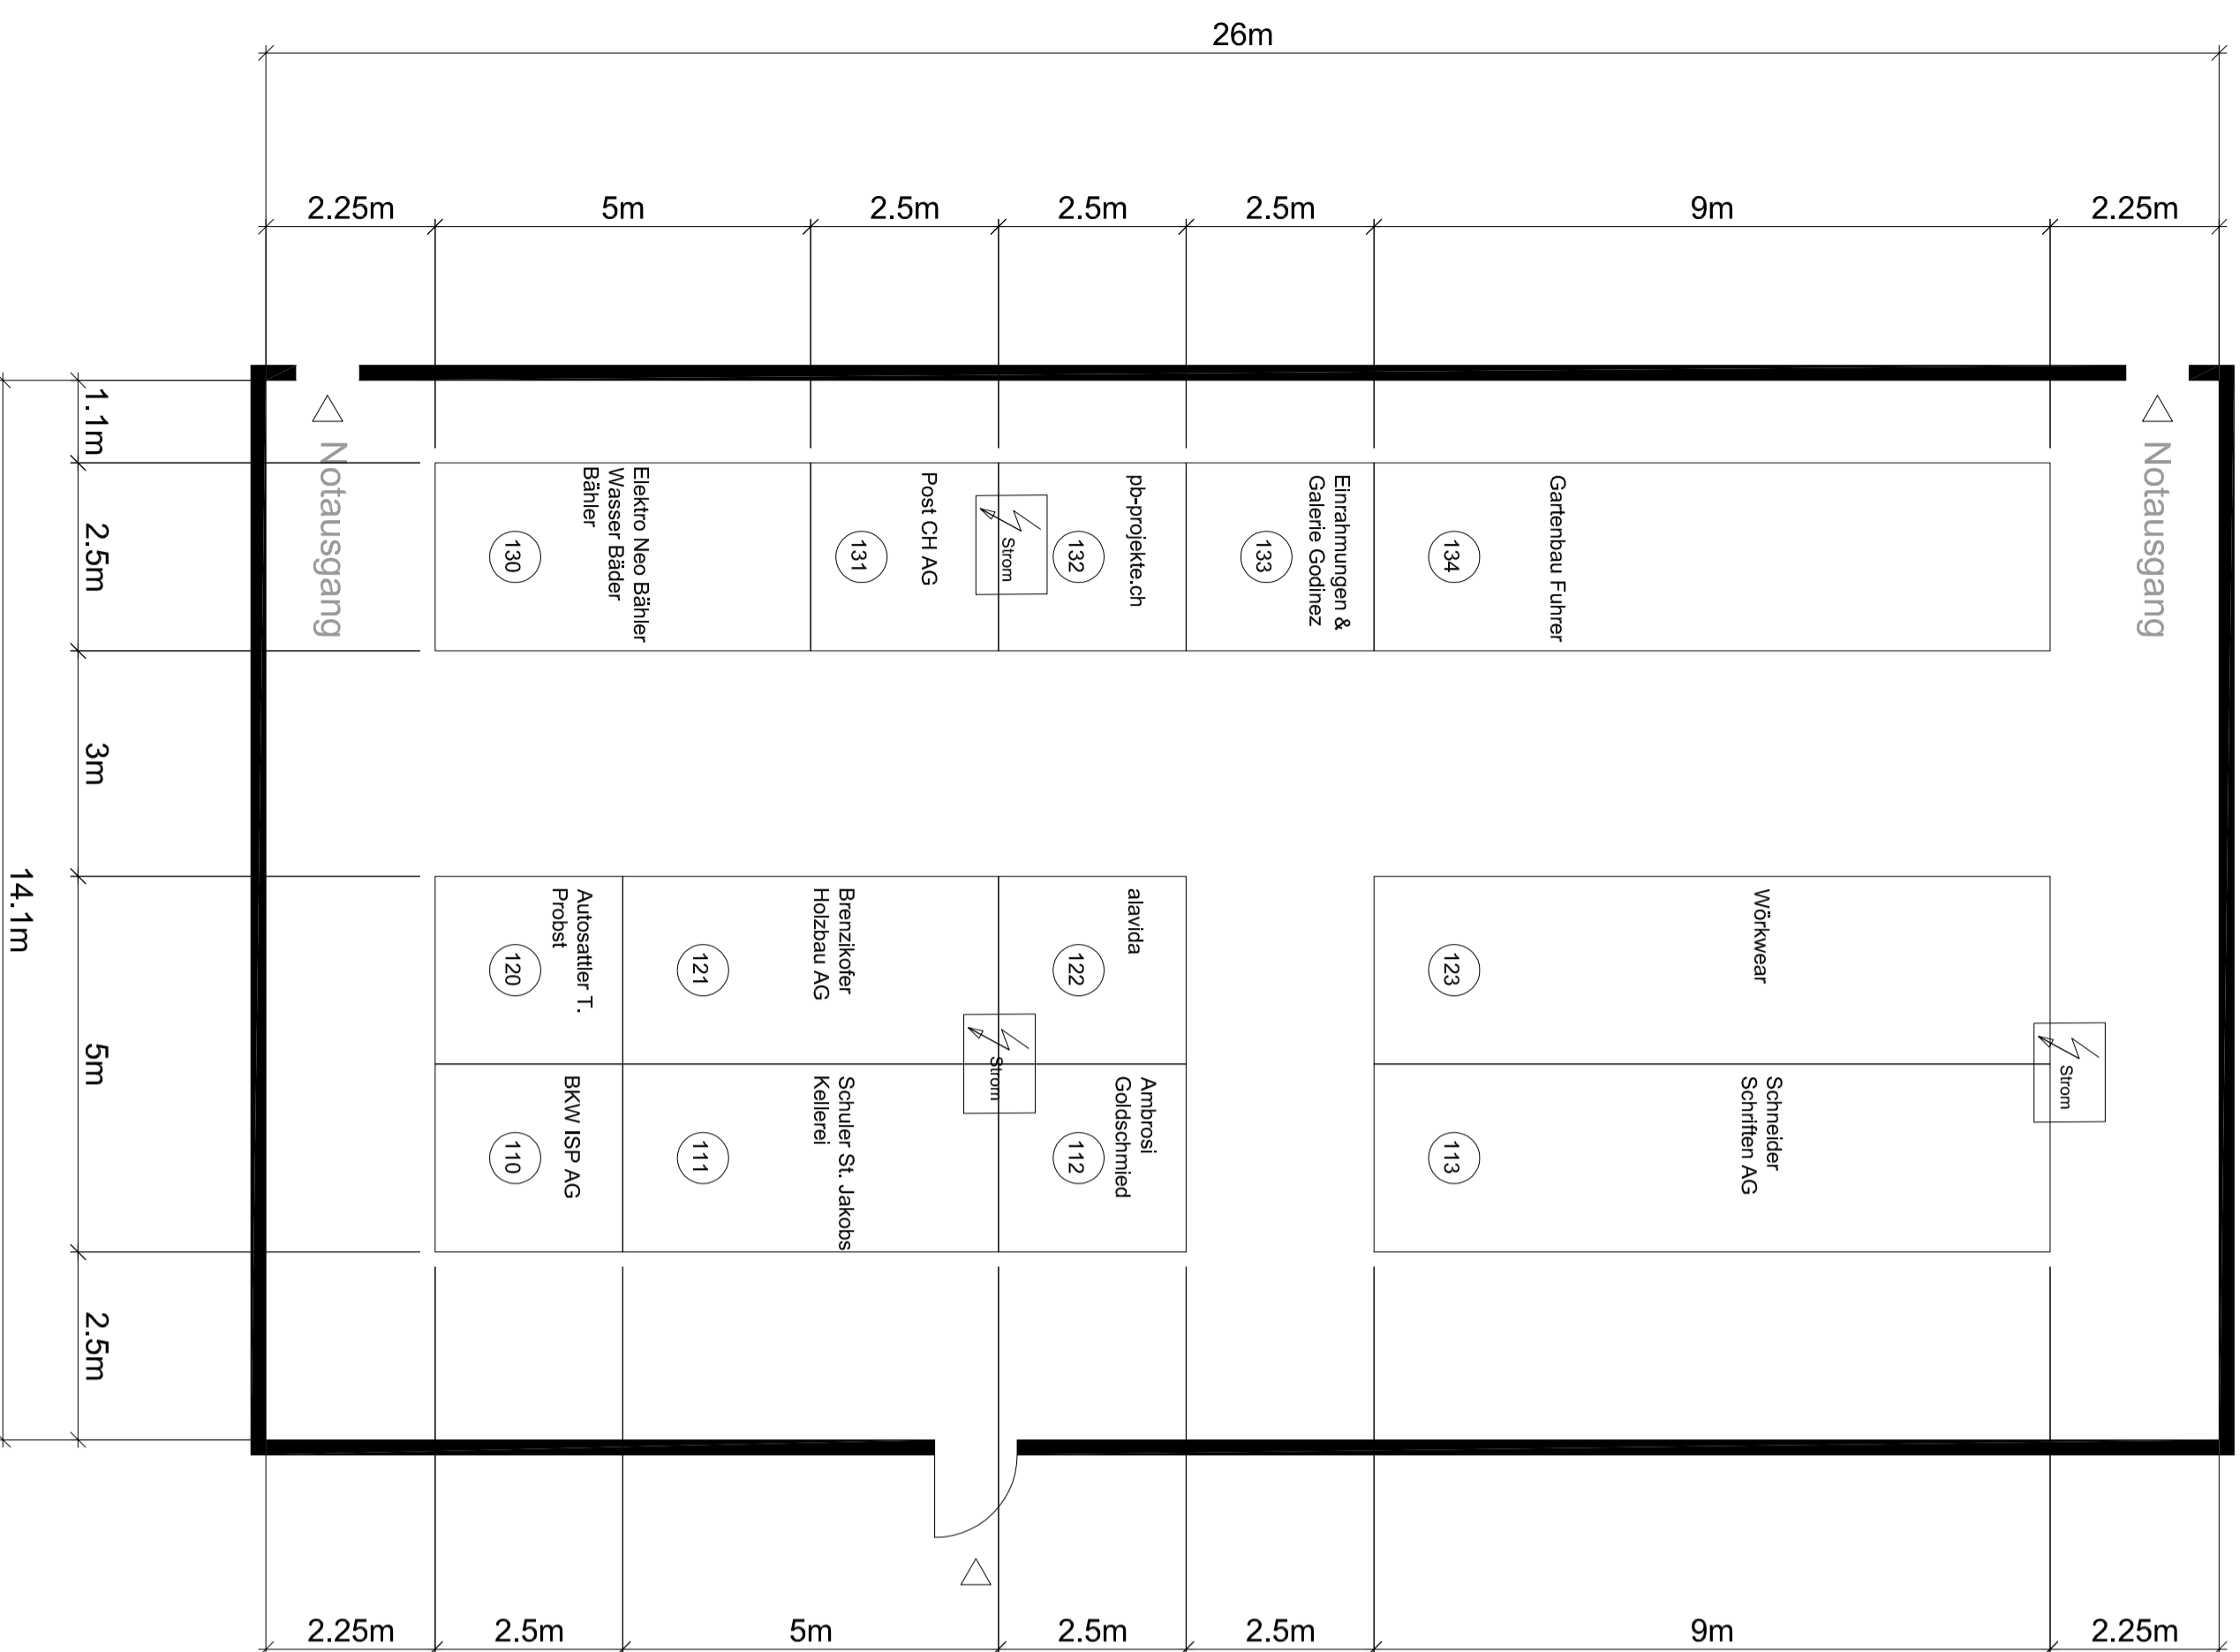 26m
2.25m
5m
2.5m
2.5m
2.5m
9m
2.25m
1.1m
2.5m
3m
5m
2.5m
14.1m
Notausgang
Notausgang
Elektro Neo Bähler
Wasser Bäder
Bähler
130
Post CH AG
131
Strom
pb-projekte.ch
132
Einrahmungen &
Galerie Godinez
133
Gartenbau Fuhrer
134
Autosattler T.
Probst
120
Brenzikofer
Holzbau AG
121
alavida
122
Wörkwear
123
Strom
Strom
BKW ISP AG
110
Schuler St. Jakobs
Kellerei
111
Ambrosi
Goldschmied
112
Schneider
Schriften AG
113
2.25m
2.5m
5m
2.5m
2.5m
9m
2.25m